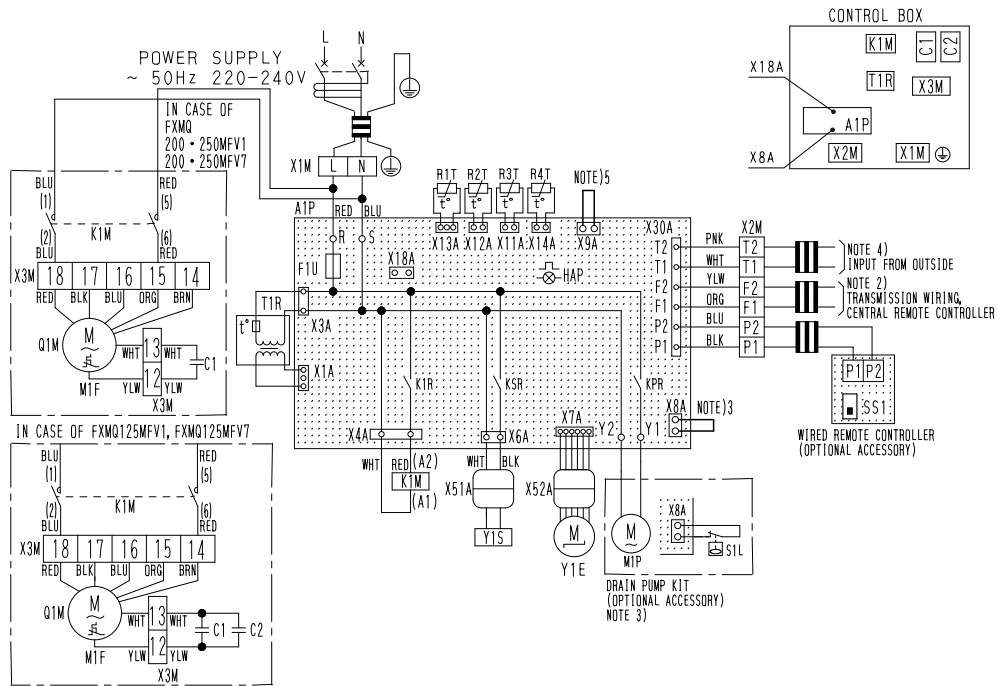 CONTROL BOX
L N
POWER SUPPLY
~ 50Hz 220-240V
K1M C1 C2
X18A
T1R X3M
A1P
X8A
X2M X1M
IN CASE OF
FXMQ
200・250MFV1
200・250MFV7
X1M L N
BLU RED
(1) (5)
K1M
(2) (6)
BLU RED
X3M 18 17 16 15 14
RED BLK BLU ORG BRN
Q1M M ~
13 WHT WHT C1
12 YLW YLW
M1F X3M
A1P RED BLU
R S
F1U
R1T R2T R3T R4T NOTE)5
t° t° t° t°
X13A X12A X11A X14A X9A
X18A
HAP
T1R
t°
X3A
X1A
K1R KSR KPR
X30A X2M
T2 PNK T2
T1 WHT T1
NOTE 4)
INPUT FROM OUTSIDE
F2 YLW F2
F1 ORG F1
NOTE 2)
TRANSMISSION WIRING,
CENTRAL REMOTE CONTROLLER
P2 BLU P2
P1 BLK P1
P1 P2
SS1
WIRED REMOTE CONTROLLER
(OPTIONAL ACCESSORY)
X8A NOTE)3
X7A
Y2 Y1
X4A X6A
WHT RED (A2) WHT BLK
K1M
(A1)
X51A X52A
Y1S
M
Y1E
M ~
M1P
X8A
S1L
DRAIN PUMP KIT
(OPTIONAL ACCESSORY)
NOTE 3)
IN CASE OF FXMQ125MFV1, FXMQ125MFV7
BLU RED
(1) (5)
K1M
(2) (6)
BLU RED
X3M 18 17 16 15 14
RED BLK BLU ORG BRN
Q1M M ~
13 WHT WHT C1 C2
12 YLW YLW
M1F X3M